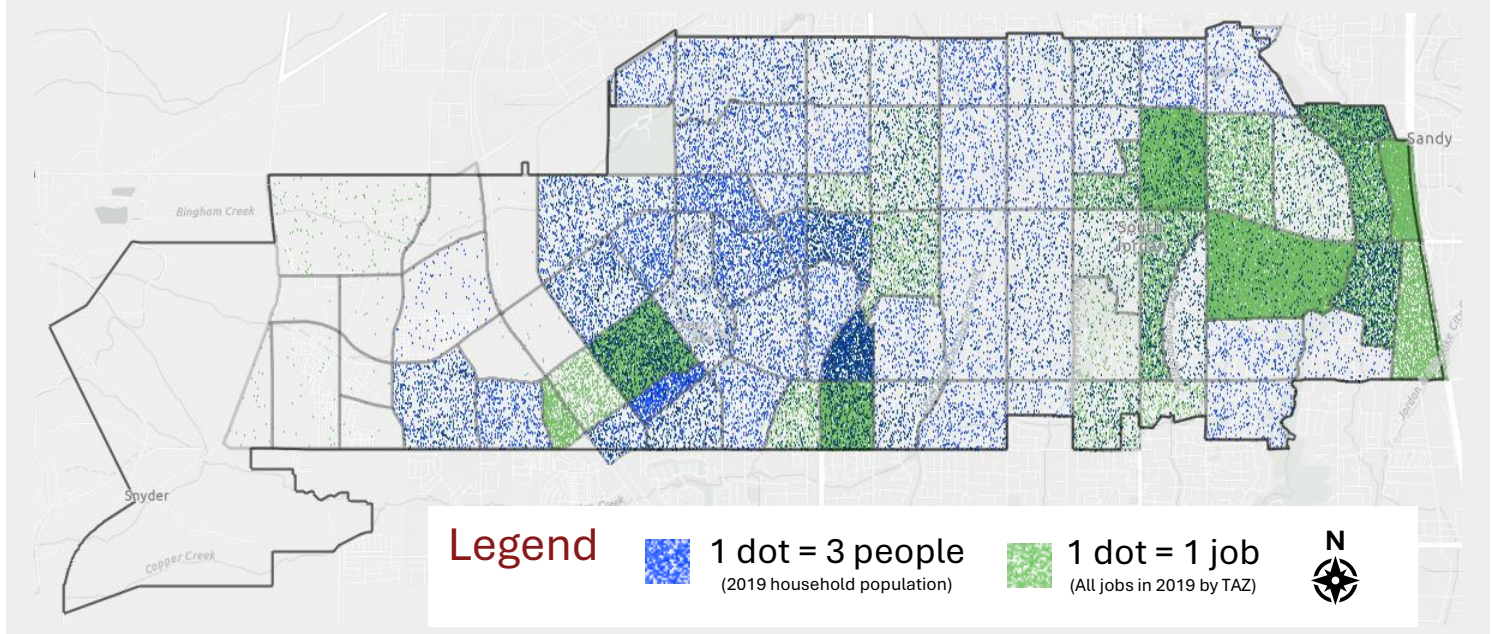 Sandy
Bingham Creek
South
Jordan
Snyder
Copper Creek
Creek
Legend
1 dot = 3 people
(2019 household population)
1 dot = 1 job
(All jobs in 2019 by TAZ)
N